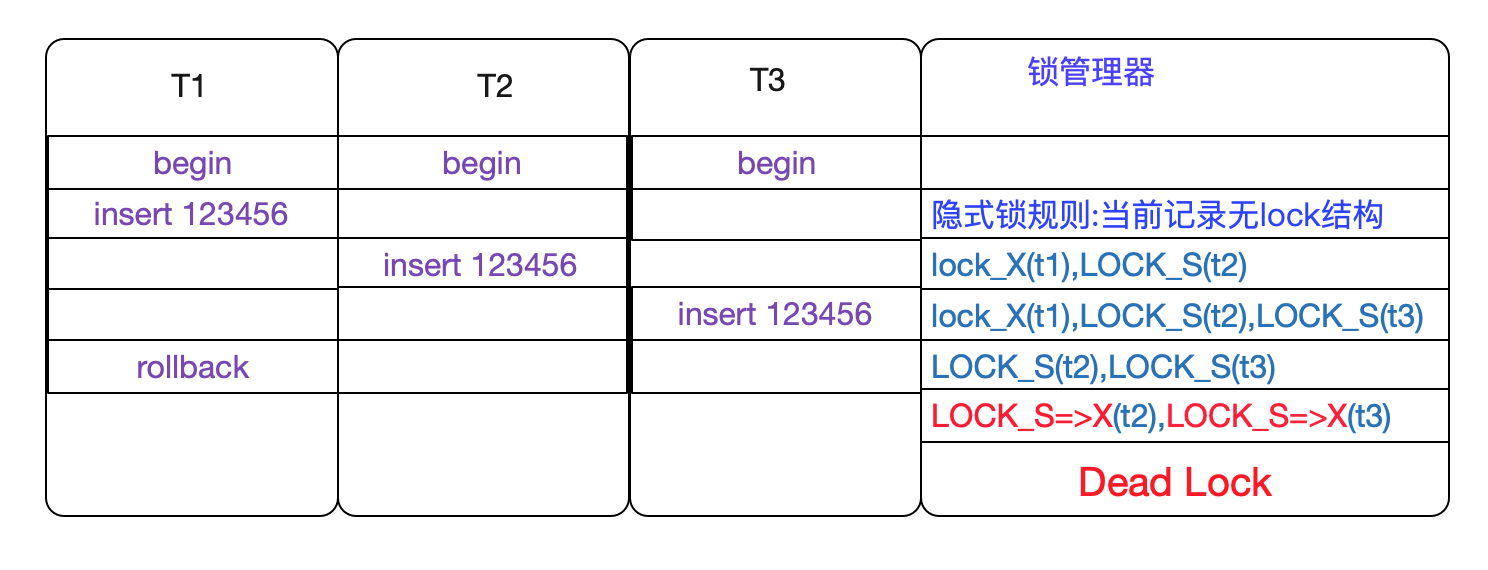 T1 T2 T3 锁管理器
begin begin begin
insert 123456 隐式锁规则:当前记录无lock结构
insert 123456 lock_X(t1),LOCK_S(t2)
insert 123456 lock_X(t1),LOCK_S(t2),LOCK_S(t3)
rollback LOCK_S(t2),LOCK_S(t3)
LOCK_S=>X(t2),LOCK_S=>X(t3)
Dead Lock